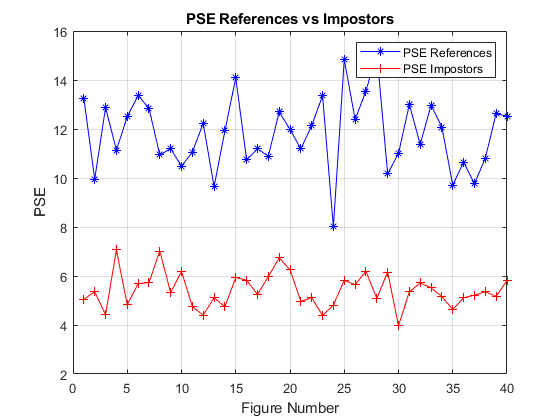 PSE References vs Impostors
16
14
12
10
8
6
4
2
PSE
PSE References
PSE Impostors
0 5 10 15 20 25 30 35 40
Figure Number